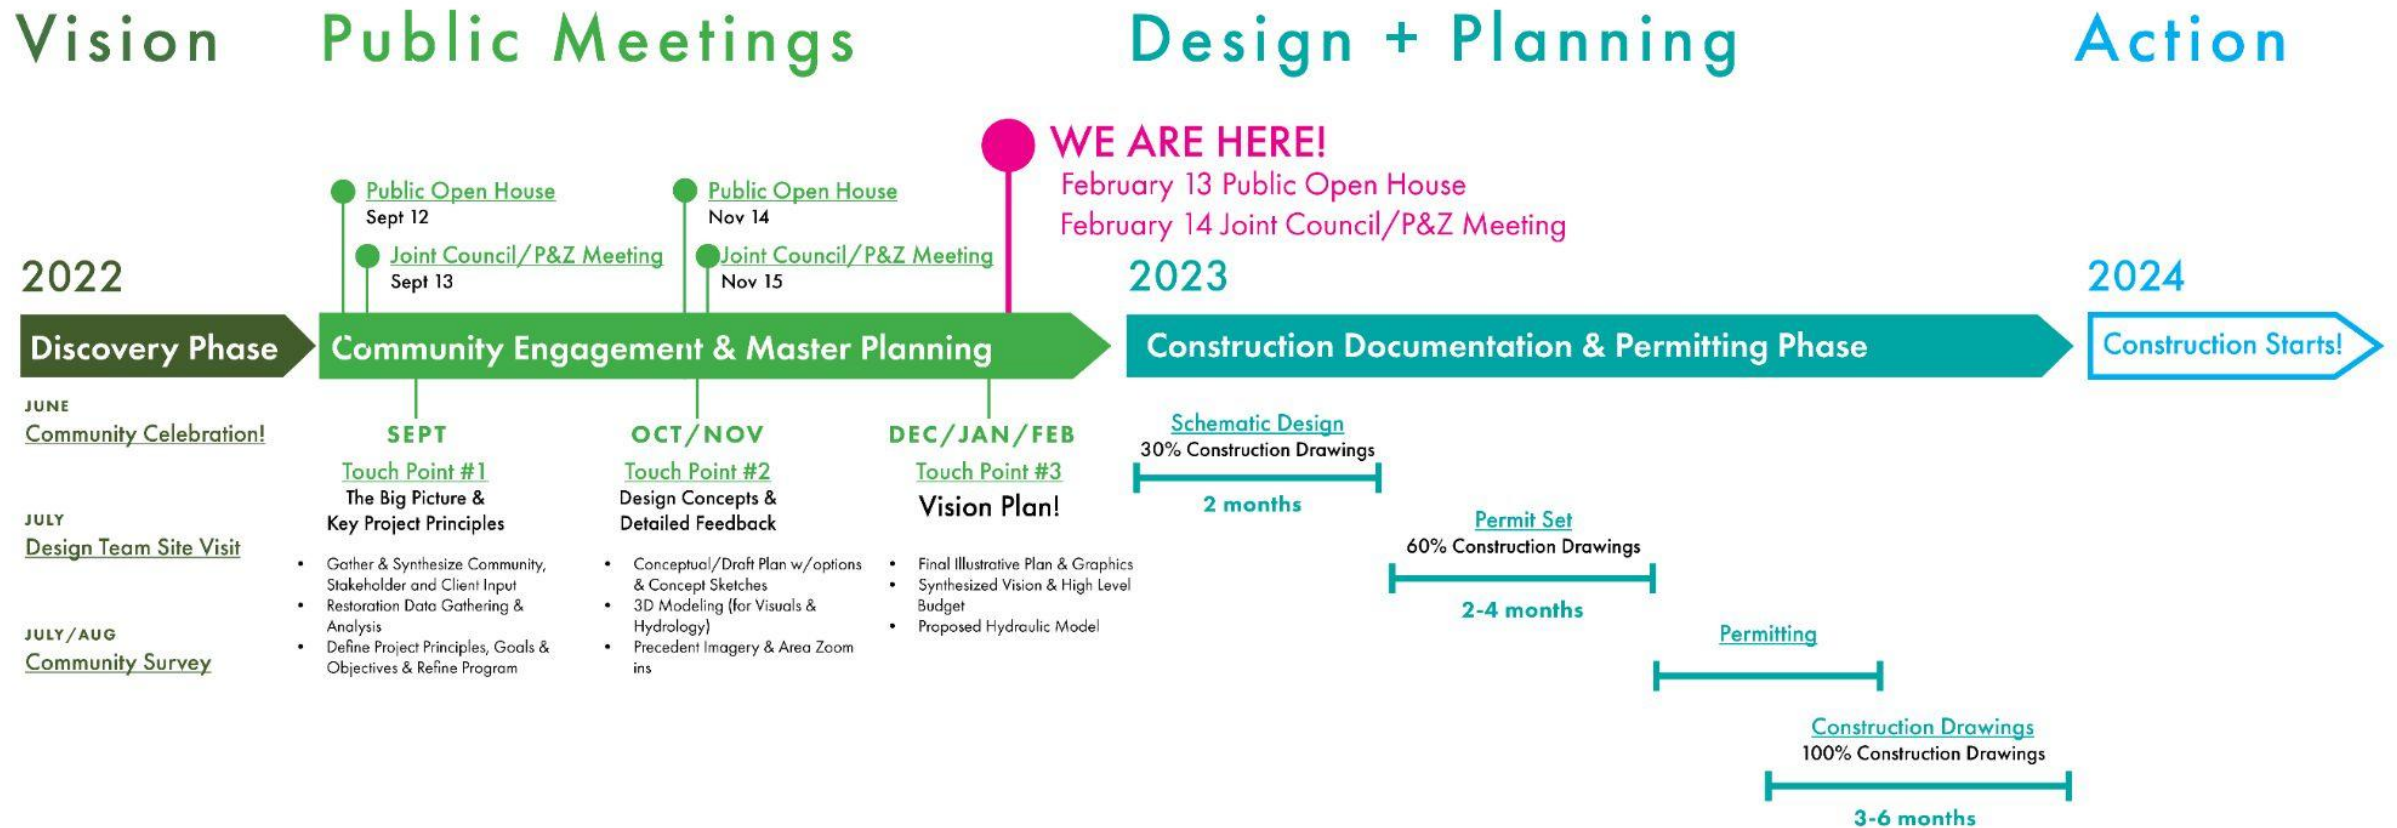 Vision
Public Meetings
Design + Planning
Action
WE ARE HERE!
February 13 Public Open House
February 14 Joint Council/P&Z Meeting
Public Open House
Sept 12
Joint Council/P&Z Meeting
Sept 13
Public Open House
Nov 14
Joint Council/P&Z Meeting
Nov 15
2022
2023
2024
Discovery Phase
Community Engagement & Master Planning
Construction Documentation & Permitting Phase
Construction Starts!
JUNE
Community Celebration!
JULY
Design Team Site Visit
JULY/AUG
Community Survey
SEPT
Touch Point #1
The Big Picture &
Key Project Principles
• Gather & Synthesize Community,
Stakeholder and Client Input
• Restoration Data Gathering &
Analysis
• Define Project Principles, Goals &
Objectives & Refine Program
OCT/NOV
Touch Point #2
Design Concepts &
Detailed Feedback
• Conceptual/Draft Plan w/options
& Concept Sketches
• 3D Modeling (for Visuals &
Hydrology)
• Precedent Imagery & Area Zoom
ins
DEC/JAN/FEB
Touch Point #3
Vision Plan!
• Final Illustrative Plan & Graphics
• Synthesized Vision & High Level
Budget
• Proposed Hydraulic Model
Schematic Design
30% Construction Drawings
2 months
Permit Set
60% Construction Drawings
2-4 months
Permitting
Construction Drawings
100% Construction Drawings
3-6 months